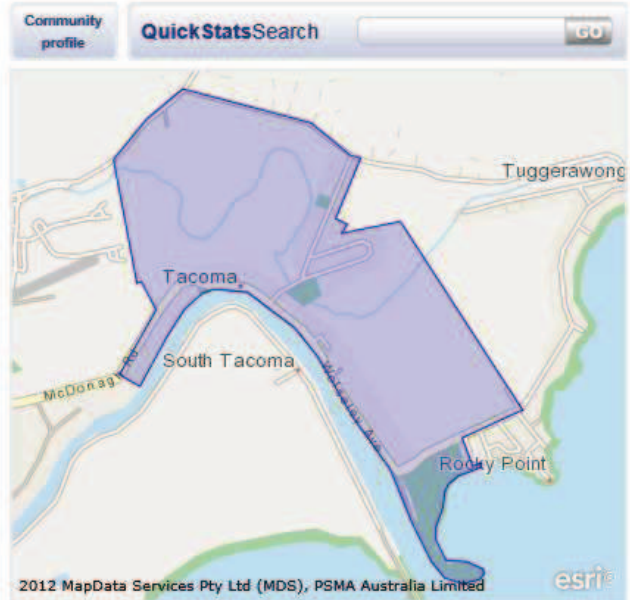 Community
profile
QuickStatsSearch
GO
Tuggerawong
Tacoma
South Tacoma
McDonagh Rd
Wolseley Ave
Rocky Point
2012 MapData Services Pty Ltd (MDS), PSMA Australia Limited
esri